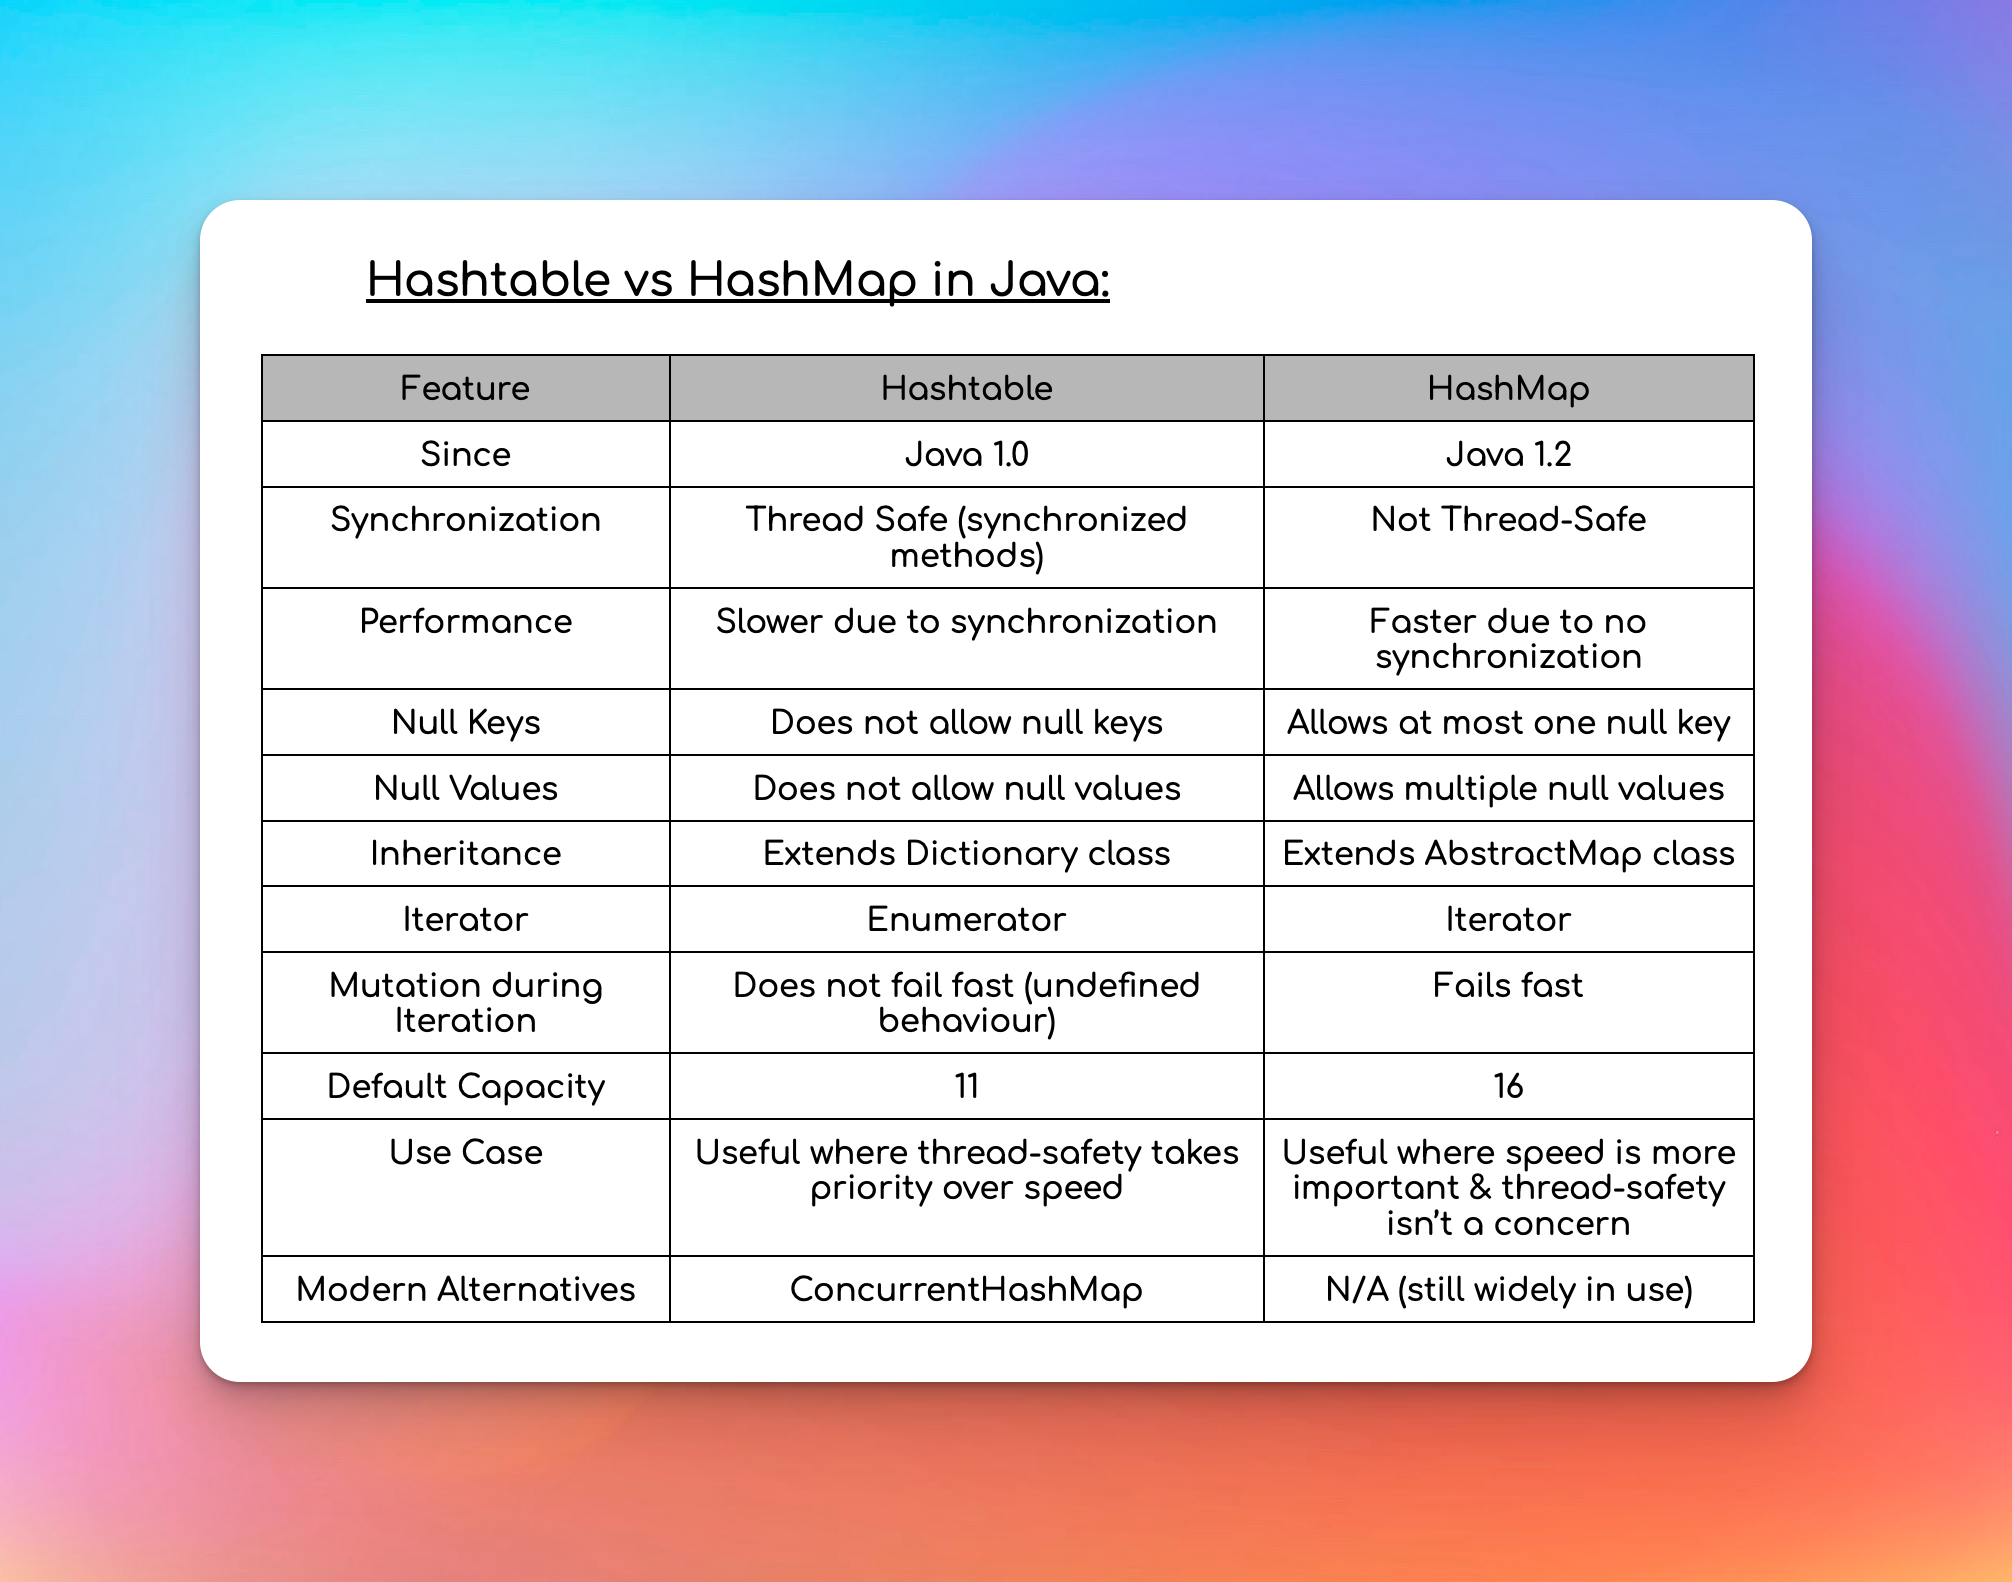 Hashtable vs HashMap in Java:
Feature
Hashtable
HashMap
Since
Java 1.0
Java 1.2
Synchronization
Thread Safe (synchronized
methods)
Not Thread-Safe
Performance
Slower due to synchronization
Faster due to no
synchronization
Null Keys
Does not allow null keys
Allows at most one null key
Null Values
Does not allow null values
Allows multiple null values
Inheritance
Extends Dictionary class
Extends AbstractMap class
Iterator
Enumerator
Iterator
Mutation during
Iteration
Does not fail fast (undefined
behaviour)
Fails fast
Default Capacity
11
16
Use Case
Useful where thread-safety takes
priority over speed
Useful where speed is more
important & thread-safety
isn’t a concern
Modern Alternatives
ConcurrentHashMap
N/A (still widely in use)